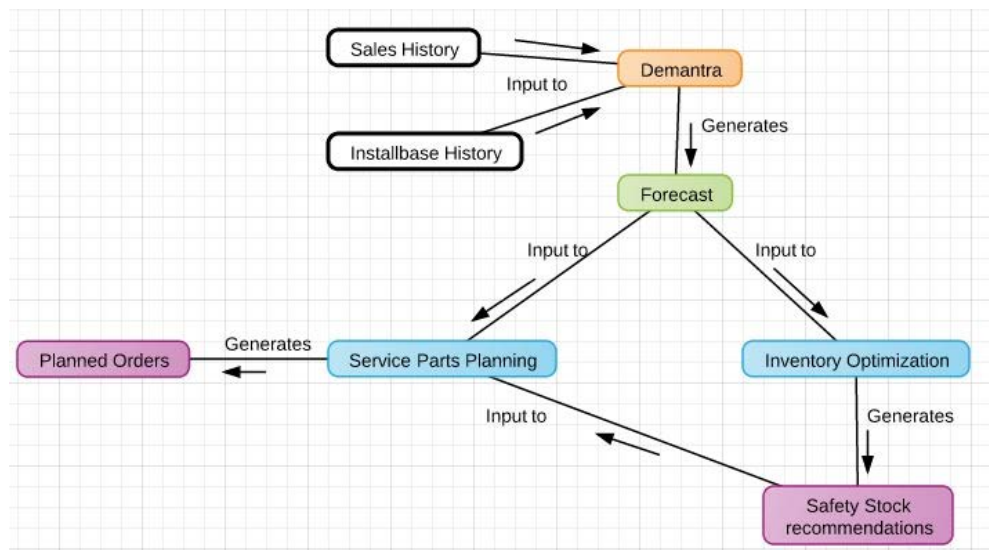 Sales History
Demantra
Input to
Generates
Installbase History
Forecast
Input to
Input to
Generates
Planned Orders
Service Parts Planning
Inventory Optimization
Input to
Generates
Safety Stock
recommendations